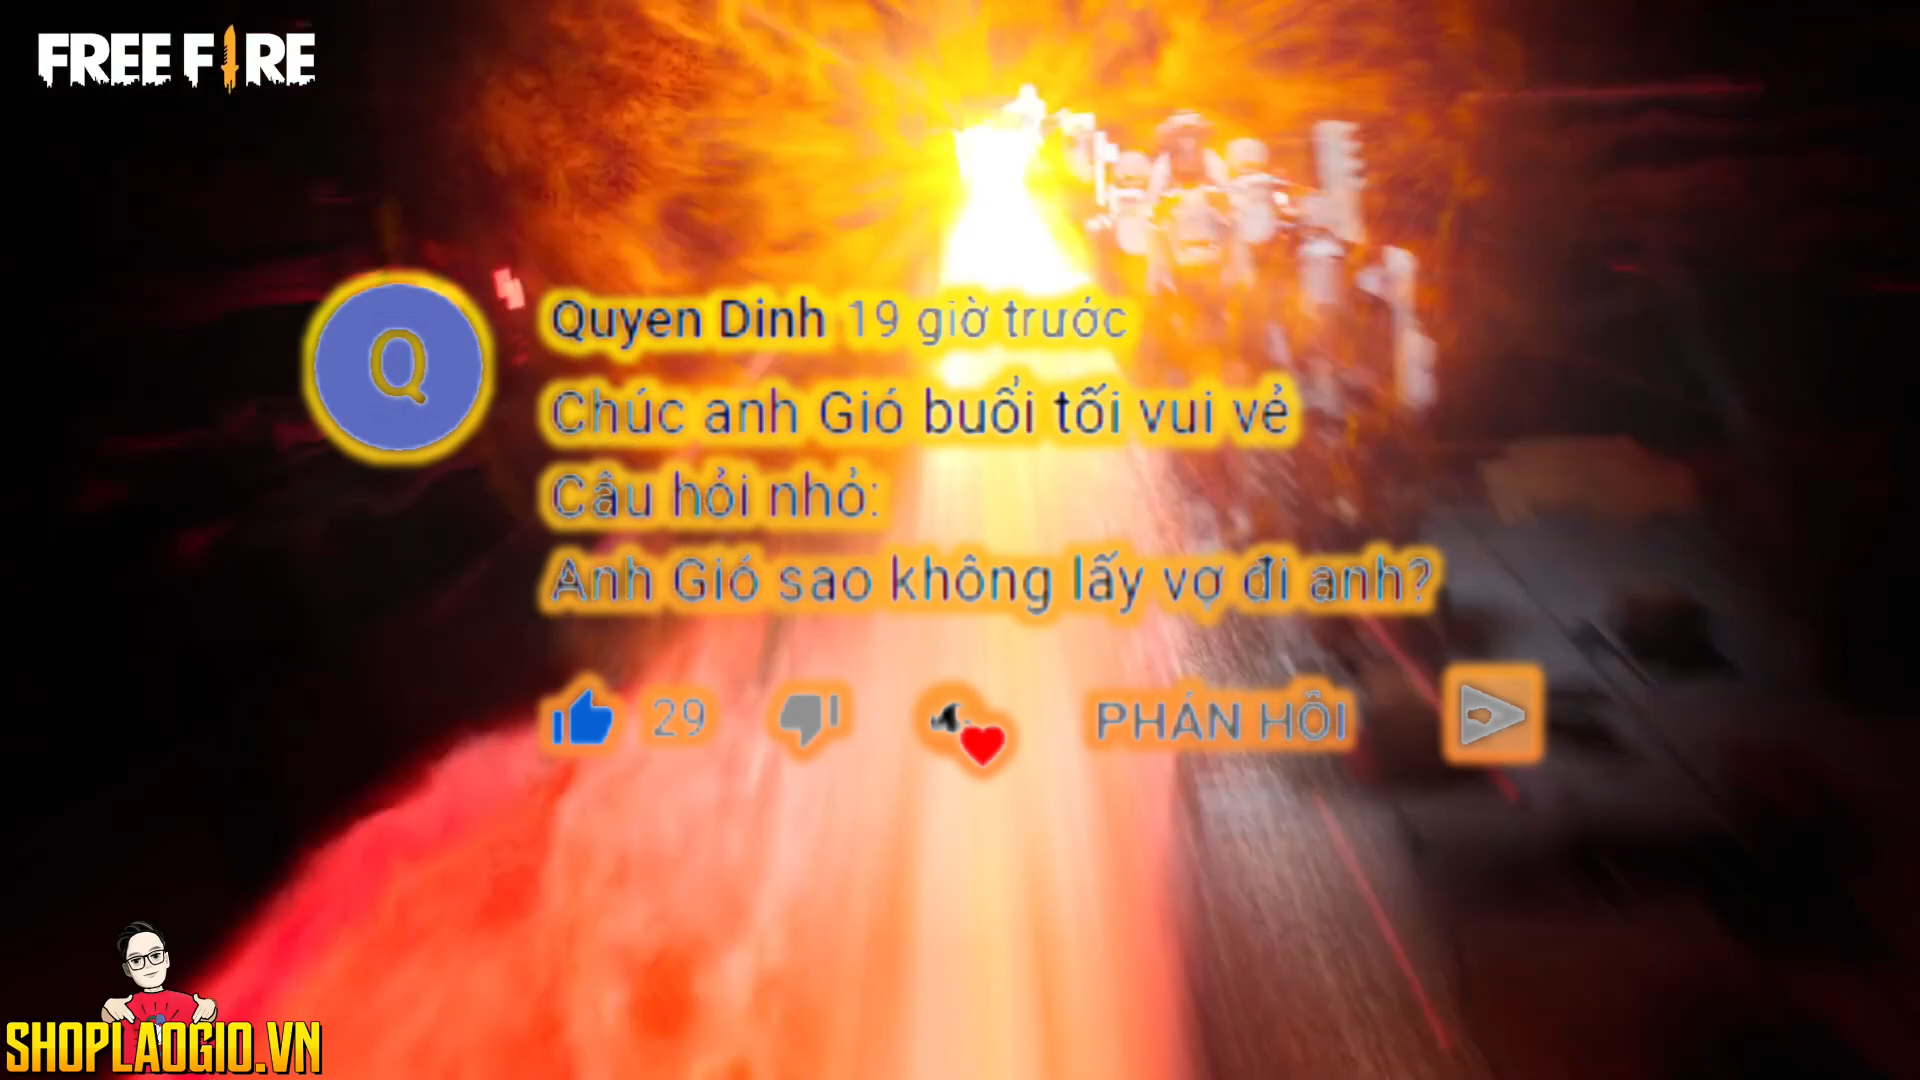 FREE FIRE
Q
Quyen Dinh 19 giờ trước
Chúc anh Gió buổi tối vui vẻ
Câu hỏi nhỏ:
Anh Gió sao không lấy vợ đi anh?
29
PHẢN HỒI
SHOPLAOGIO.VN